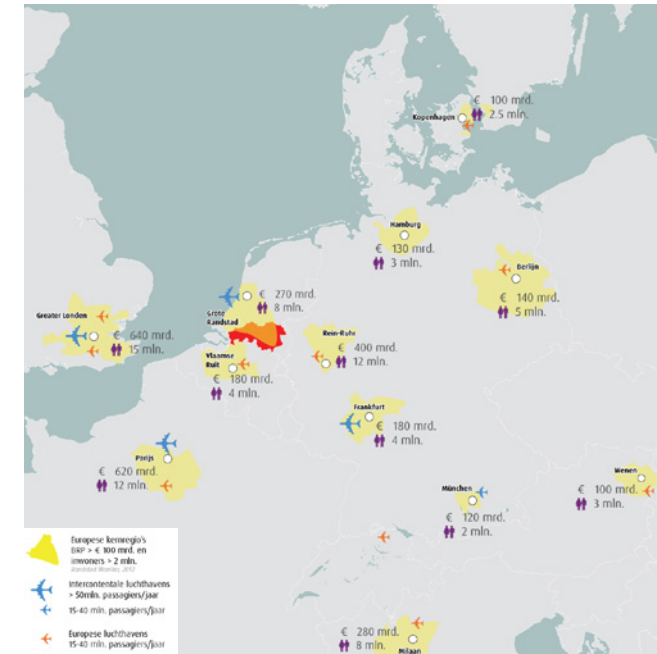 € 100 mrd.
Kopenhagen
2.5 mln.
Hamburg
€ 130 mrd.
3 mln.
Berlijn
€ 140 mrd.
5 mln.
€ 270 mrd.
8 mln.
Grote
Randstad
Greater Londen
€ 640 mrd.
15 mln.
Rein-Ruhr
€ 400 mrd.
12 mln.
Vlaamse
Ruit
€ 180 mrd.
4 mln.
Frankfurt
€ 180 mrd.
4 mln.
Parijs
€ 620 mrd.
12 mln.
München
€ 120 mrd.
2 mln.
Wenen
€ 100 mrd.
3 mln.
€ 280 mrd.
8 mln.
Milaan
Europese kernregio's
BRP > € 100 mrd. en
inwoners > 2 mln.
Randstad Monitor, 2012
Intercontentale luchthavens
> 50mln. passagiers/jaar
15-40 mln. passagiers/jaar
Europese luchthavens
15-40 mln. passagiers/jaar